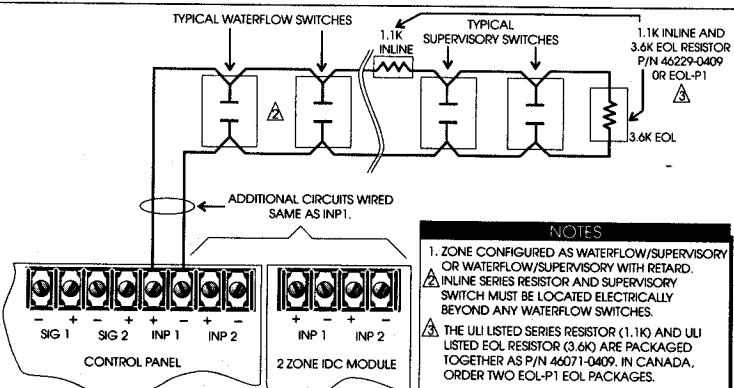 TYPICAL WATERFLOW SWITCHES
1.1K
INLINE
TYPICAL
SUPERVISORY SWITCHES
1.1K INLINE AND
3.6K EOL RESISTOR
P/N 46229-0409
OR EOL-P1
3
2
3.6K EOL
ADDITIONAL CIRCUITS WIRED
SAME AS INP1.
− + − + + − + −
SIG 1 SIG 2 INP 1 INP 2
CONTROL PANEL
+ − + −
INP 1 INP 2
2 ZONE IDC MODULE
NOTES
1. ZONE CONFIGURED AS WATERFLOW/SUPERVISORY
OR WATERFLOW/SUPERVISORY WITH RETARD.
2 INLINE SERIES RESISTOR AND SUPERVISORY
SWITCH MUST BE LOCATED ELECTRICALLY
BEYOND ANY WATERFLOW SWITCHES.
3 THE ULI LISTED SERIES RESISTOR (1.1K) AND ULI
LISTED EOL RESISTOR (3.6K) ARE PACKAGED
TOGETHER AS P/N 46071-0409. IN CANADA,
ORDER TWO EOL-P1 EOL PACKAGES.